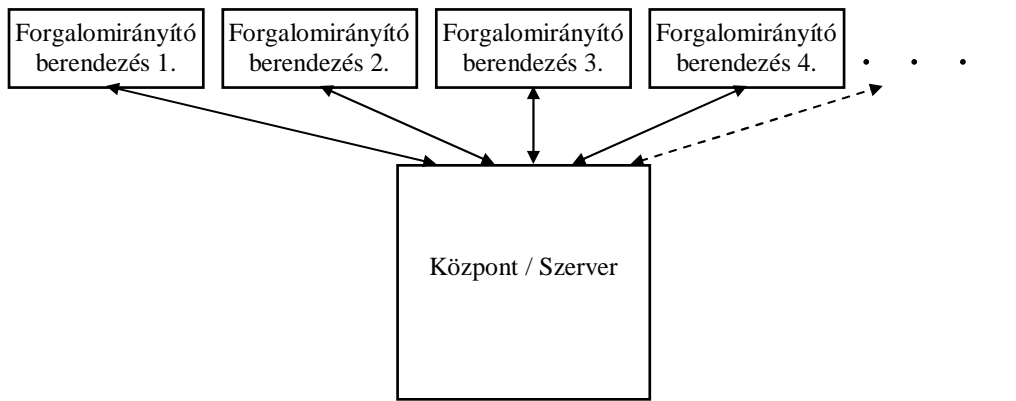 Forgalomirányító
berendezés 1.
Forgalomirányító
berendezés 2.
Forgalomirányító
berendezés 3.
Forgalomirányító
berendezés 4.
. . .
Központ / Szerver